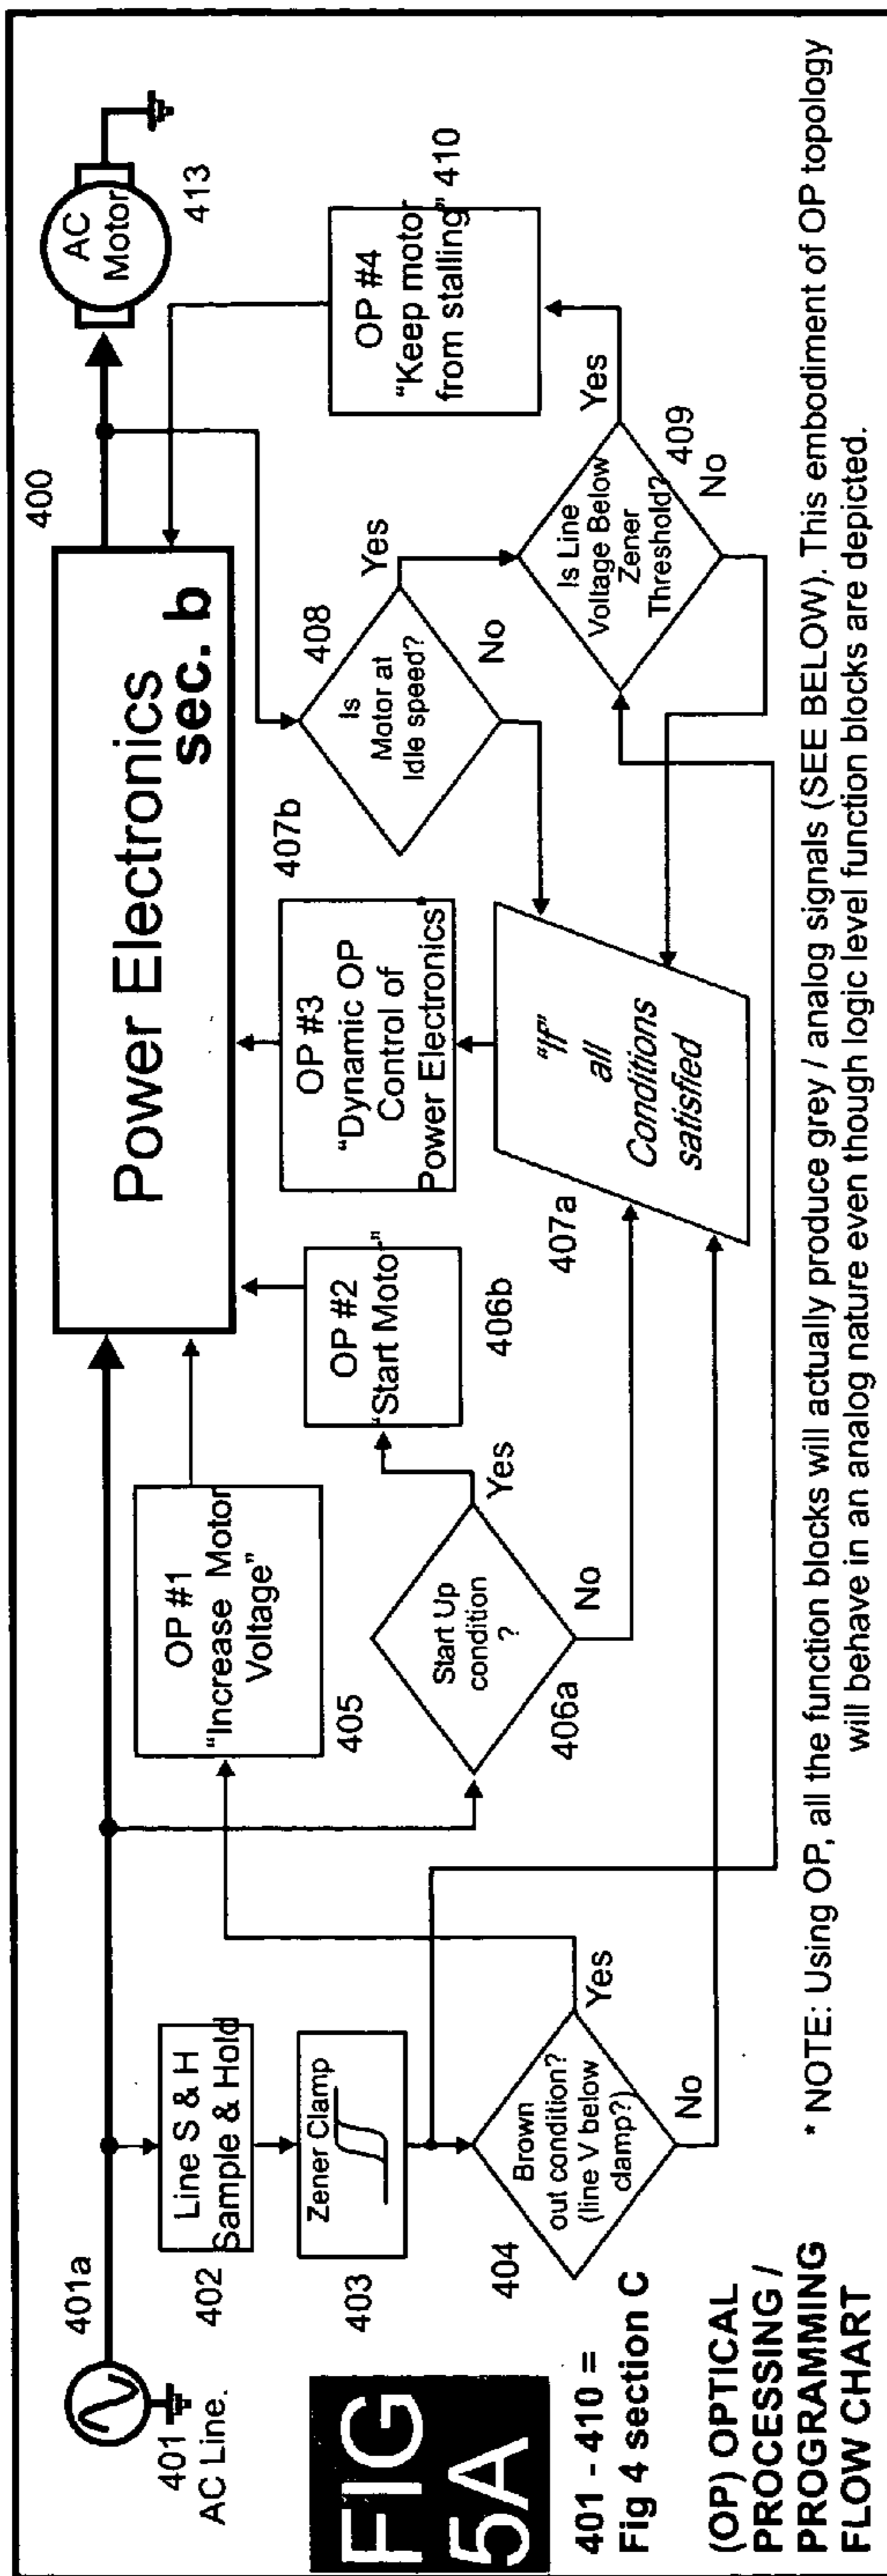 FIG
5A
401 - 410 =
Fig 4 section C
(OP) OPTICAL
PROCESSING /
PROGRAMMING
FLOW CHART
401
AC Line.
401a
402
Line S & H
Sample & Hold
403
Zener Clamp
404
Brown
out condition?
(line V below
clamp?)
Yes
No
OP #1
"Increase Motor
Voltage"
405
Start Up
condition
?
406a
Yes
No
OP #2
"Start Motor"
406b
Power Electronics
sec. b
400
OP #3
"Dynamic OP
Control of
Power Electronics
407b
407a
"If"
all
Conditions
satisfied
Is
Motor at
Idle speed?
408
Yes
No
Is Line
Voltage Below
Zener
Threshold?
409
Yes
No
OP #4
"Keep motor
from stalling"
410
AC
Motor
413
* NOTE: Using OP, all the function blocks will actually produce grey / analog signals (SEE BELOW). This embodiment of OP topology
will behave in an analog nature even though logic level function blocks are depicted.